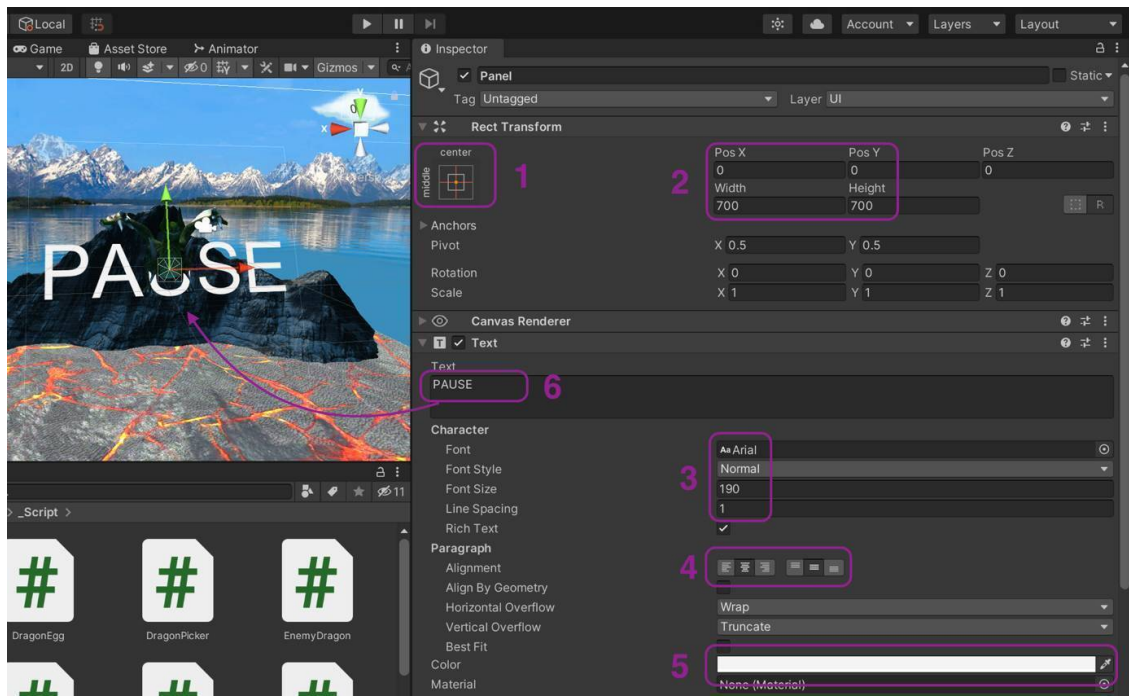 Local
Account Layers Layout
Game Asset Store Animator
Inspector
2D 0 Gizmos
Panel Static
Tag Untagged Layer UI
Rect Transform
center
middle
1
2
Pos X Pos Y Pos Z
0 0 0
Width Height
700 700
R
Anchors
Pivot X 0.5 Y 0.5
Rotation X 0 Y 0 Z 0
Scale X 1 Y 1 Z 1
Canvas Renderer
Text
Text
PAUSE
6
Character
Font Aa Arial
Font Style Normal
3
Font Size 190
Line Spacing 1
Rich Text
Paragraph
Alignment
4
Align By Geometry
Horizontal Overflow Wrap
Vertical Overflow Truncate
Best Fit
Color
5
Material None (Material)
y
x
PAUSE
11
_Script >
#
#
#
DragonEgg DragonPicker EnemyDragon